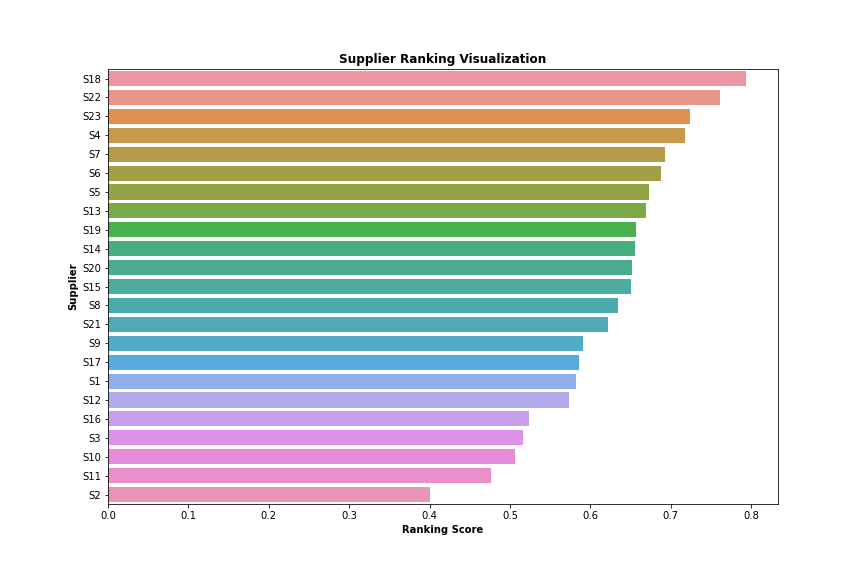 Supplier Ranking Visualization
Supplier
S18
S22
S23
S4
S7
S6
S5
S13
S19
S14
S20
S15
S8
S21
S9
S17
S1
S12
S16
S3
S10
S11
S2
0.0 0.1 0.2 0.3 0.4 0.5 0.6 0.7 0.8
Ranking Score